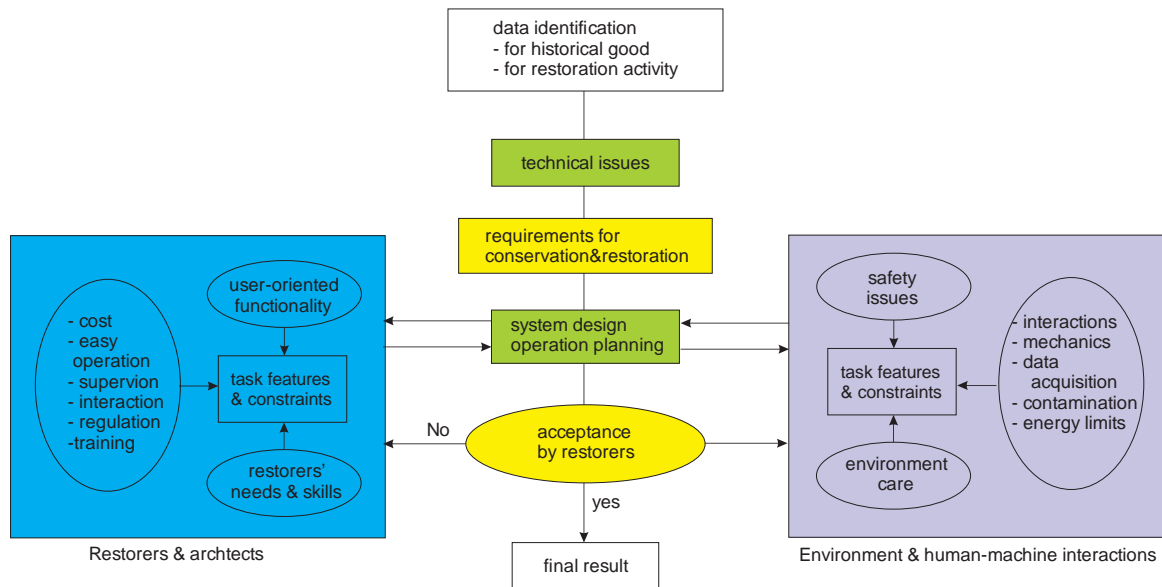 data identification
- for historical good
- for restoration activity
technical issues
requirements for
conservation&restoration
user-oriented
functionality
- cost
- easy
operation
- supervion
- interaction
- regulation
-training
task features
& constraints
restorers'
needs & skills
Restorers & archtects
system design
operation planning
No
acceptance
by restorers
yes
final result
safety
issues
- interactions
- mechanics
- data
acquisition
- contamination
- energy limits
task features
& constraints
environment
care
Environment & human-machine interactions